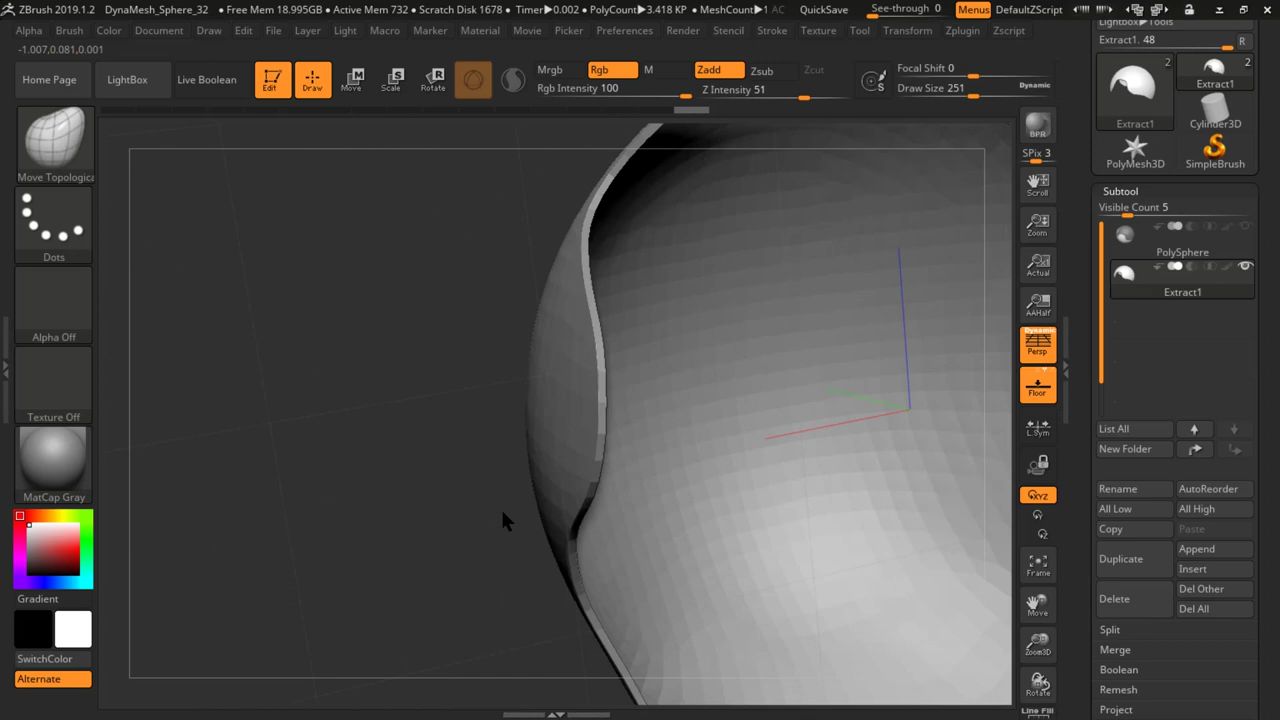 ZBrush 2019.1.2 DynaMesh_Sphere_32 • Free Mem 18.995GB • Active Mem 732 • Scratch Disk 1678 • Timer▶0.002 • PolyCount▶3.418 KP • MeshCount▶1 AC QuickSave See-through 0 Menus DefaultZScript
Alpha Brush Color Document Draw Edit File Layer Light Macro Marker Material Movie Picker Preferences Render Stencil Stroke Texture Tool Transform Zplugin Zscript
-1.007,0.081,0.001
Home Page LightBox Live Boolean Edit Draw Move Scale Rotate
Mrgb Rgb M Zadd Zsub Zcut
Rgb Intensity 100 Z Intensity 51
Focal Shift 0
Draw Size 251 Dynamic
Move Topologica
Dots
Alpha Off
Texture Off
MatCap Gray
Gradient
SwitchColor
Alternate
BPR
SPix 3
Scroll
Zoom
Actual
AAHalf
Dynamic
Persp
Floor
L.Sym
XYZ
Y
Z
Frame
Move
Zoom3D
Rotate
Line Fill
Lightbox▶Tools
Extract1. 48 R
2 2
Extract1
Extract1 Cylinder3D
PolyMesh3D SimpleBrush
Subtool
Visible Count 5
PolySphere
Extract1
List All
New Folder
Rename AutoReorder
All Low All High
Copy Paste
Duplicate Append
Insert
Delete Del Other
Del All
Split
Merge
Boolean
Remesh
Project